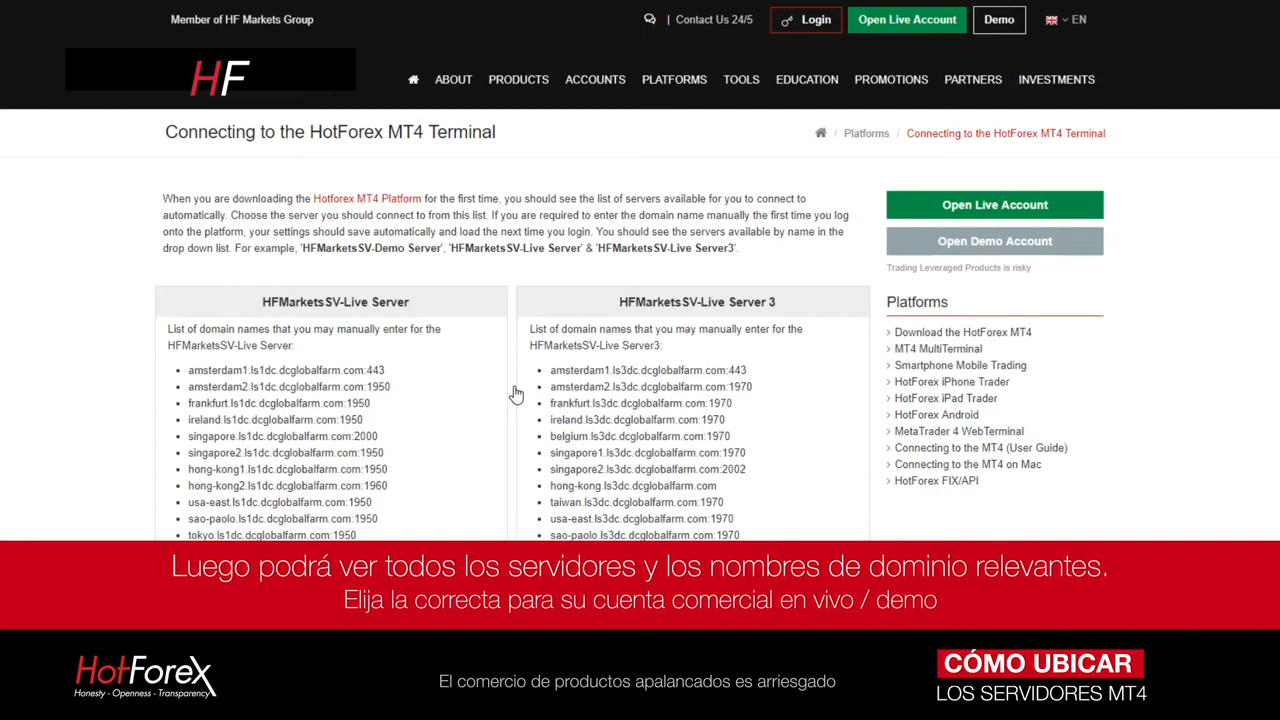 Member of HF Markets Group
| Contact Us 24/5
Login
Open Live Account
Demo
EN
HF
ABOUT
PRODUCTS
ACCOUNTS
PLATFORMS
TOOLS
EDUCATION
PROMOTIONS
PARTNERS
INVESTMENTS
Connecting to the HotForex MT4 Terminal
/ Platforms / Connecting to the HotForex MT4 Terminal
When you are downloading the Hotforex MT4 Platform for the first time, you should see the list of servers available for you to connect to
automatically. Choose the server you should connect to from this list. If you are required to enter the domain name manually the first time you log
onto the platform, your settings should save automatically and load the next time you login. You should see the servers available by name in the
drop down list. For example, 'HFMarketsSV-Demo Server', 'HFMarketsSV-Live Server' & 'HFMarketsSV-Live Server3'.
HFMarketsSV-Live Server
List of domain names that you may manually enter for the
HFMarketsSV-Live Server:
• amsterdam1.ls1dc.dcglobalfarm.com:443
• amsterdam2.ls1dc.dcglobalfarm.com:1950
• frankfurt.ls1dc.dcglobalfarm.com:1950
• ireland.ls1dc.dcglobalfarm.com:1950
• singapore.ls1dc.dcglobalfarm.com:2000
• singapore2.ls1dc.dcglobalfarm.com:1950
• hong-kong1.ls1dc.dcglobalfarm.com:1950
• hong-kong2.ls1dc.dcglobalfarm.com:1960
• usa-east.ls1dc.dcglobalfarm.com:1950
• sao-paolo.ls1dc.dcglobalfarm.com:1950
• tokyo.ls1dc.dcglobalfarm.com:1950
HFMarketsSV-Live Server 3
List of domain names that you may manually enter for the
HFMarketsSV-Live Server3:
• amsterdam1.ls3dc.dcglobalfarm.com:443
• amsterdam2.ls3dc.dcglobalfarm.com:1970
• frankfurt.ls3dc.dcglobalfarm.com:1970
• ireland.ls3dc.dcglobalfarm.com:1970
• belgium.ls3dc.dcglobalfarm.com:1970
• singapore1.ls3dc.dcglobalfarm.com:1970
• singapore2.ls3dc.dcglobalfarm.com:2002
• hong-kong.ls3dc.dcglobalfarm.com
• taiwan.ls3dc.dcglobalfarm.com:1970
• usa-east.ls3dc.dcglobalfarm.com:1970
• sao-paolo.ls3dc.dcglobalfarm.com:1970
Open Live Account
Open Demo Account
Trading Leveraged Products is risky
Platforms
> Download the HotForex MT4
> MT4 MultiTerminal
> Smartphone Mobile Trading
> HotForex iPhone Trader
> HotForex iPad Trader
> HotForex Android
> MetaTrader 4 WebTerminal
> Connecting to the MT4 (User Guide)
> Connecting to the MT4 on Mac
> HotForex FIX/API
Luego podrá ver todos los servidores y los nombres de dominio relevantes.
Elija la correcta para su cuenta comercial en vivo / demo
HotForex
Honesty - Openness - Transparency
El comercio de productos apalancados es arriesgado
CÓMO UBICAR
LOS SERVIDORES MT4